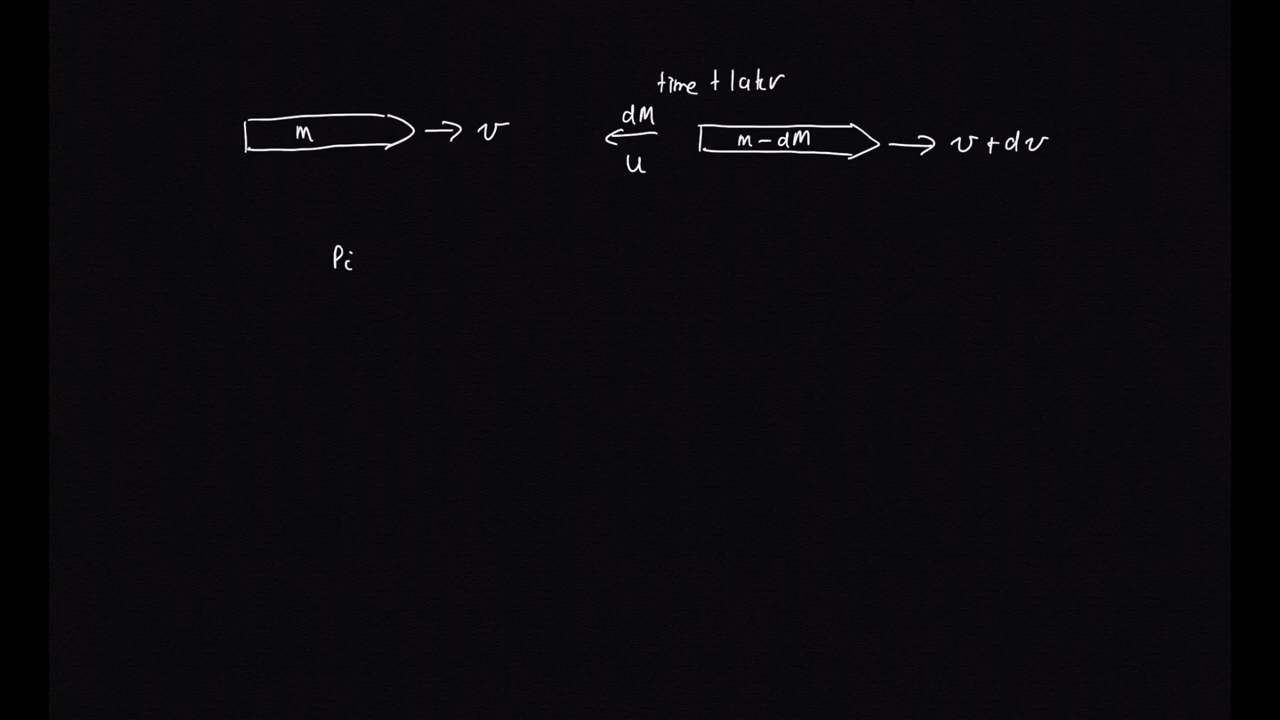 time t later
m → v
dM
← 
u
m - dM → v + dv
Pi